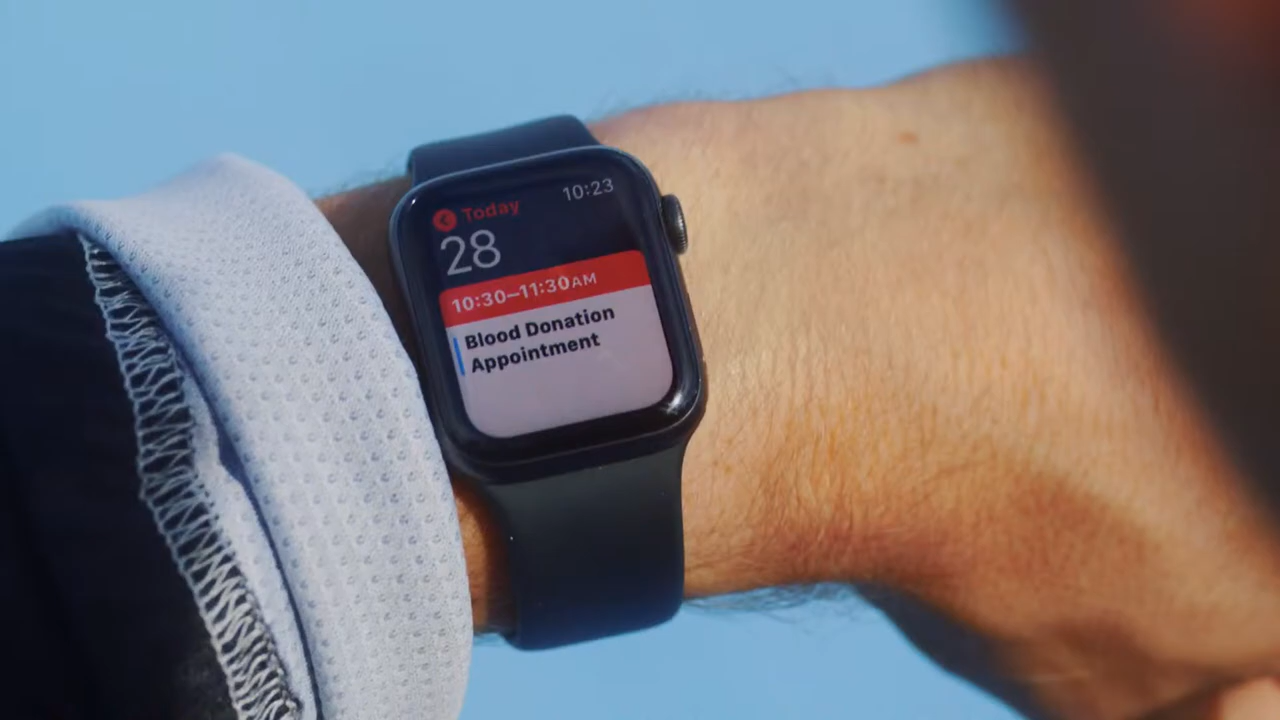 10:23
Today
28
10:30–11:30AM
Blood Donation
Appointment